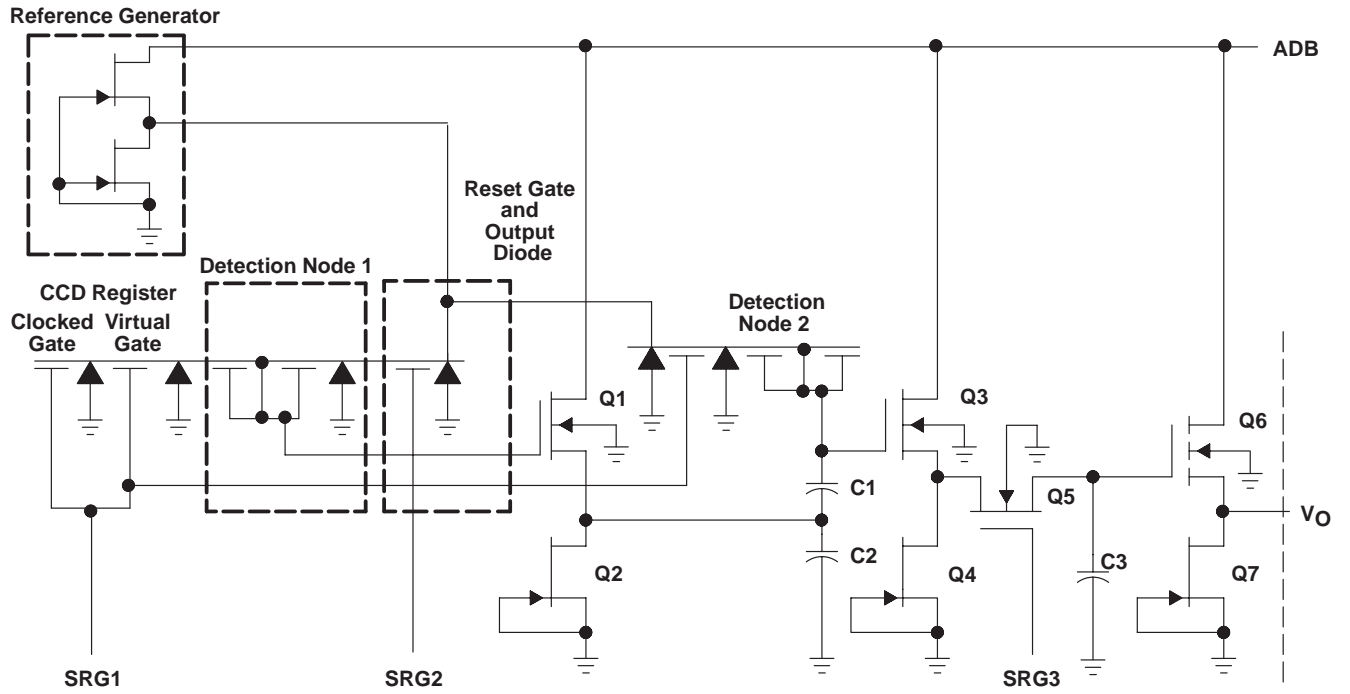 Reference Generator
ADB
Reset Gate
and
Output
Diode
Detection Node 1
CCD Register
Clocked Virtual
Gate Gate
Detection
Node 2
Q1
Q3
Q6
C1
Q5
VO
C2
Q2
Q4
C3
Q7
SRG1
SRG2
SRG3